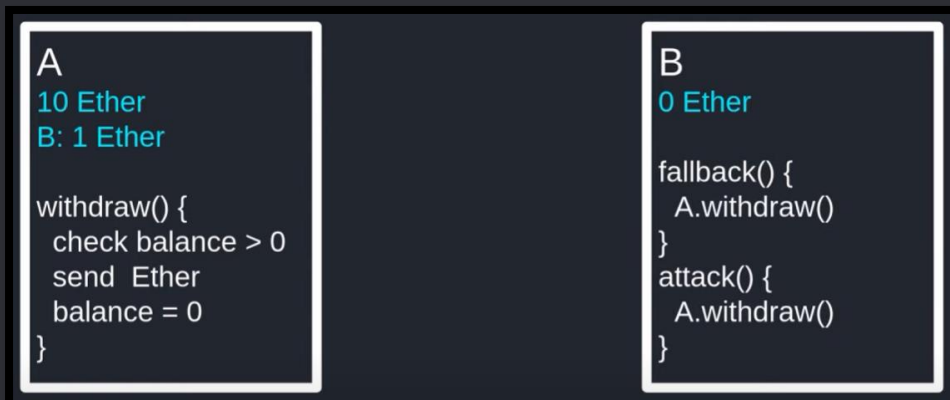 A
10 Ether
B: 1 Ether
withdraw() {
check balance > 0
send  Ether
balance = 0
}
B
0 Ether
fallback() {
A.withdraw()
}
attack() {
A.withdraw()
}